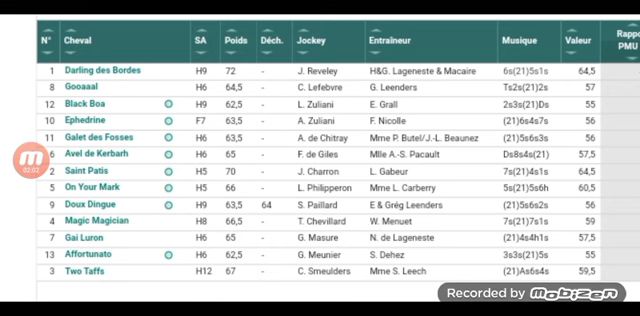 N° Cheval SA Poids Déch. Jockey Entraîneur Musique Valeur Rappo PMU
1 Darling des Bordes H9 72 - J. Reveley H&G. Lageneste & Macaire 6s(21)5s1s 64,5
8 Gooaaal H6 64,5 - C. Lefebvre G. Leenders Ts2s(21)2s 57
12 Black Boa H9 62,5 - L. Zuliani E. Grall 2s3s(21)Ds 55
10 Ephedrine F7 63,5 - A. Zuliani F. Nicolle (21)6s4s7s 56
11 Galet des Fosses H6 63,5 - A. de Chitray Mme P. Butel/J.-L. Beaunez (21)5s6s3s 56
6 Avel de Kerbarh H6 65 - F. de Giles Mlle A.-S. Pacault Ds8s4s(21) 57,5
2 Saint Patis H5 70 - J. Charron L. Gabeur 7s(21)4s1s 64,5
5 On Your Mark H5 66 - L. Philipperon Mme L. Carberry 5s(21)5s6h 60,5
9 Doux Dingue H9 63,5 64 S. Paillard E & Grég Leenders (21)5s6s2s 56
4 Magic Magician H8 66,5 - T. Chevillard W. Menuet 7s(21)7s1s 59
7 Gai Luron H6 65 - G. Masure N. de Lageneste (21)4s4h1s 57,5
13 Affortunato H6 62,5 - G. Meunier S. Dehez 3s3s(21)5s 55
3 Two Taffs H12 67 - C. Smeulders Mme S. Leech (21)As6s4s 59,5
02:02
Recorded by Mobizen